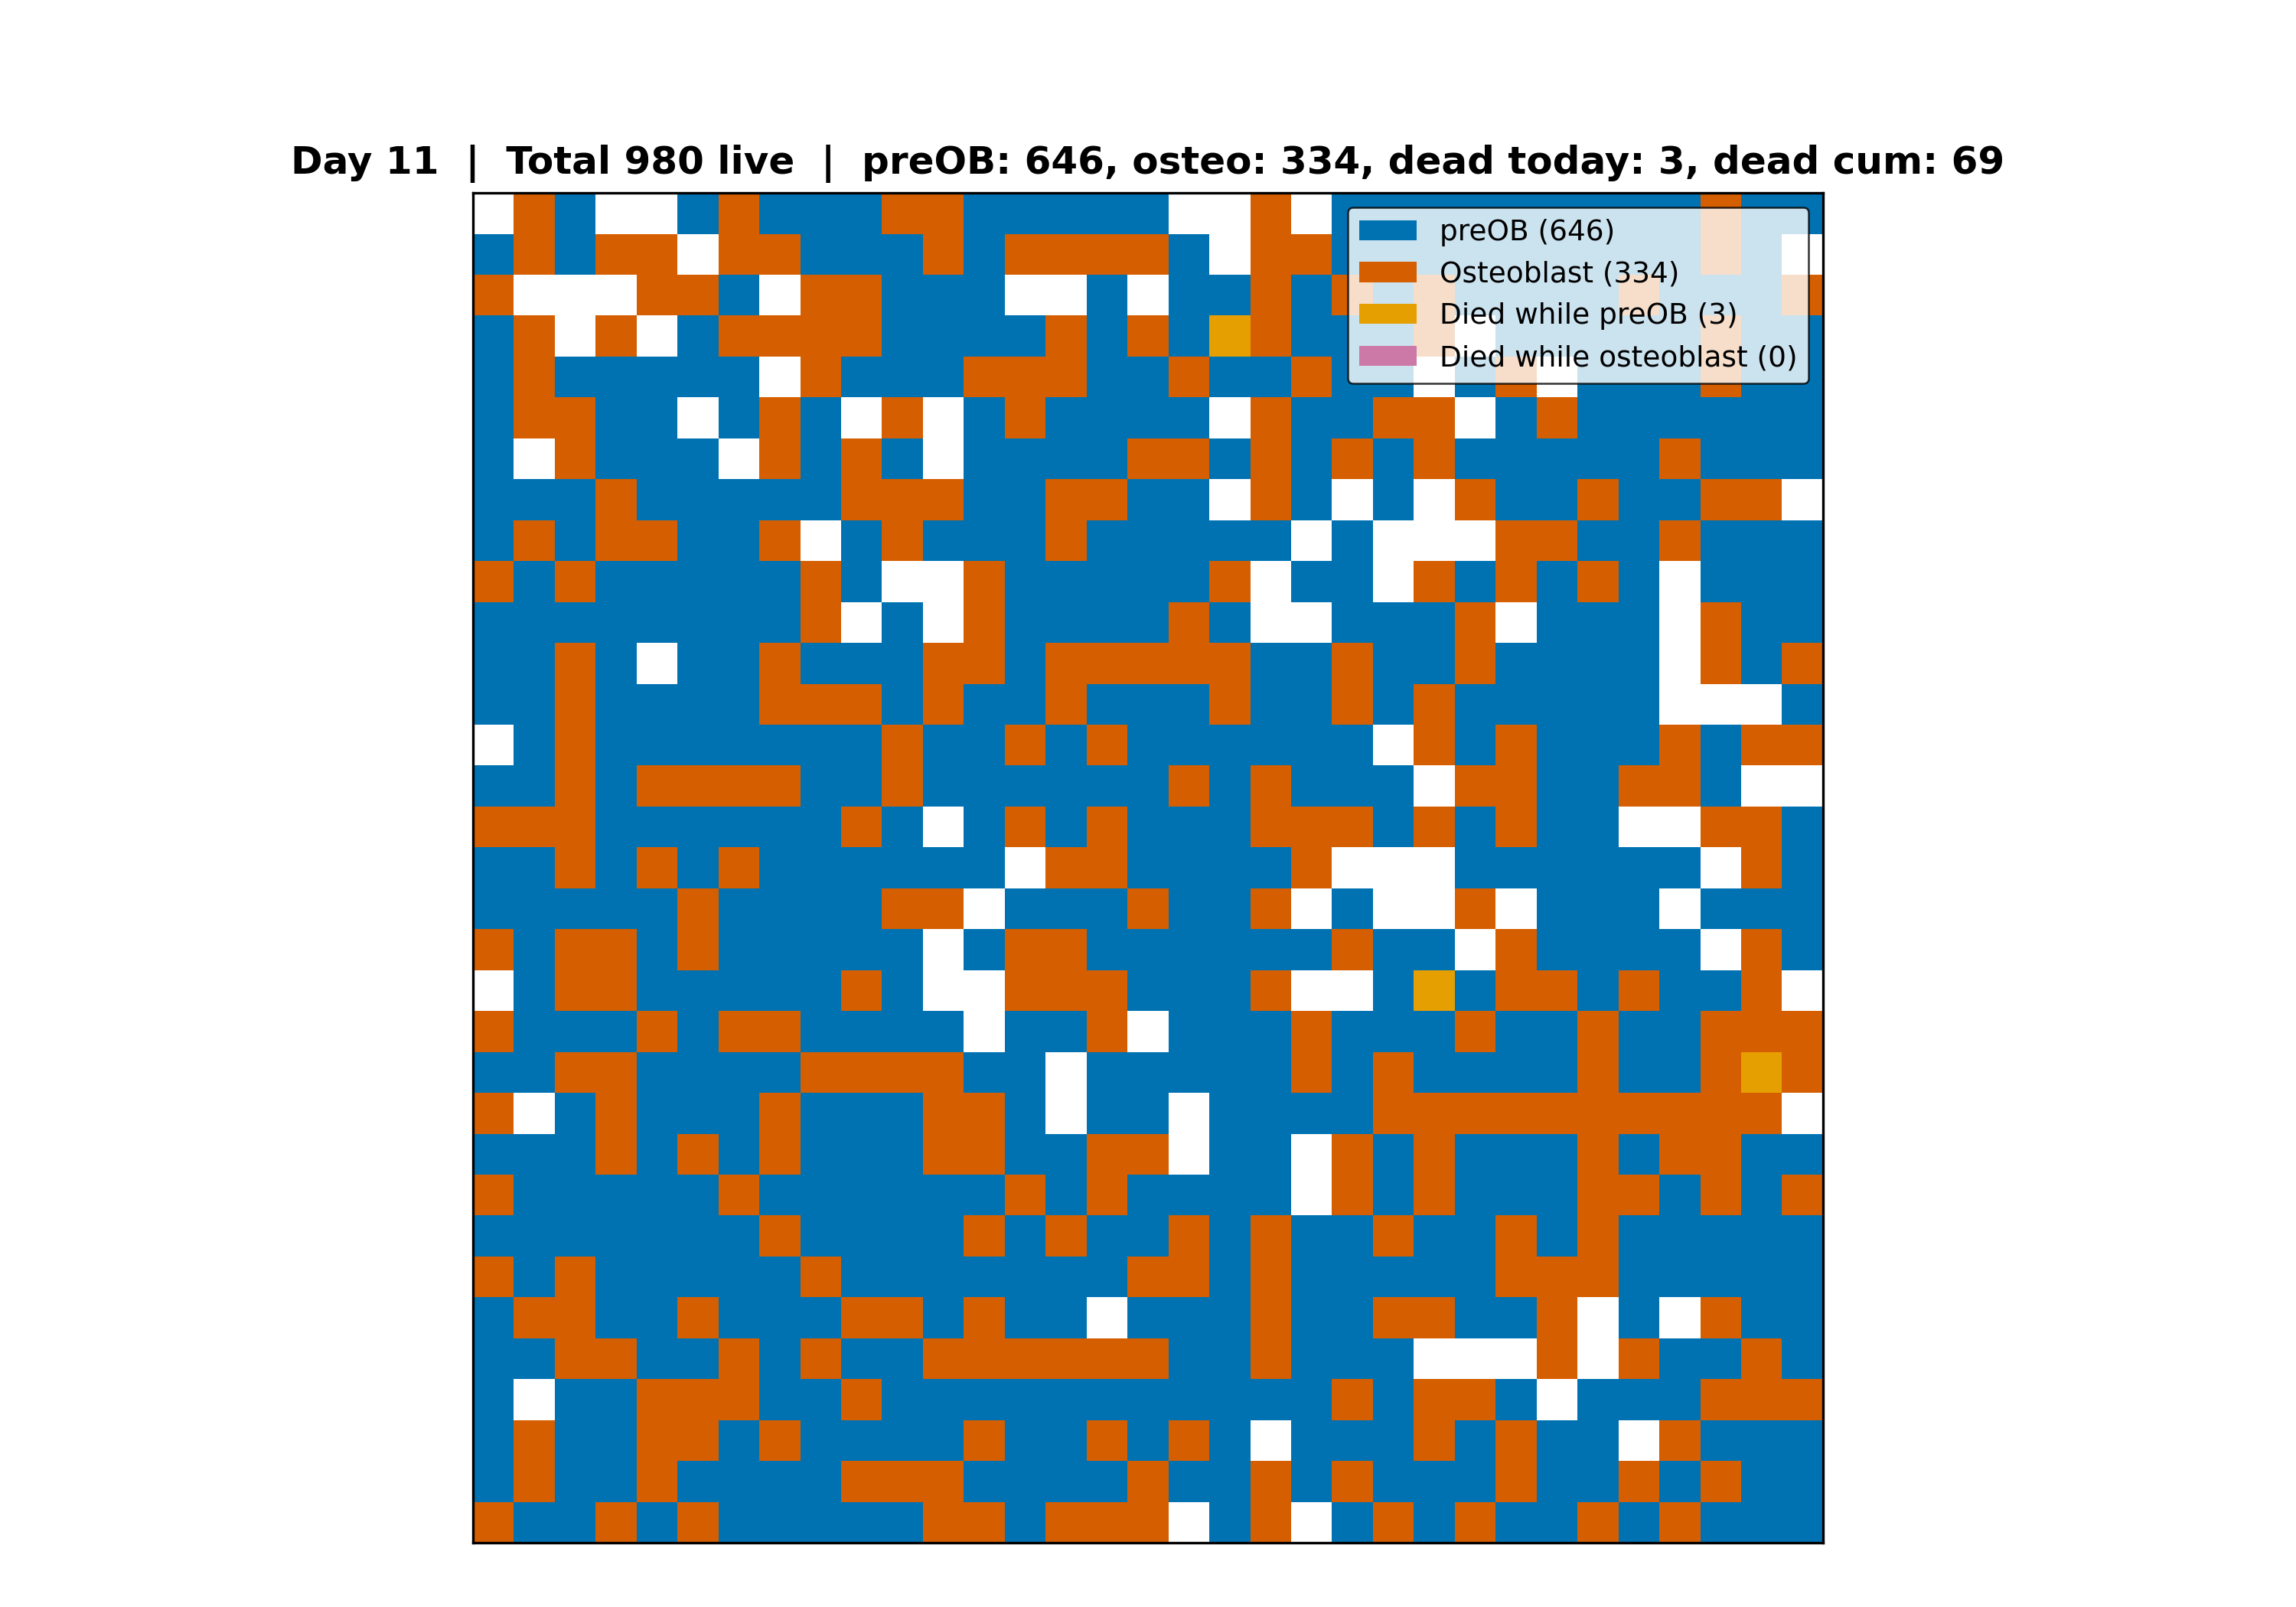 Day 11 | Total 980 live | preOB: 646, osteo: 334, dead today: 3, dead cum: 69
preOB (646)
Osteoblast (334)
Died while preOB (3)
Died while osteoblast (0)